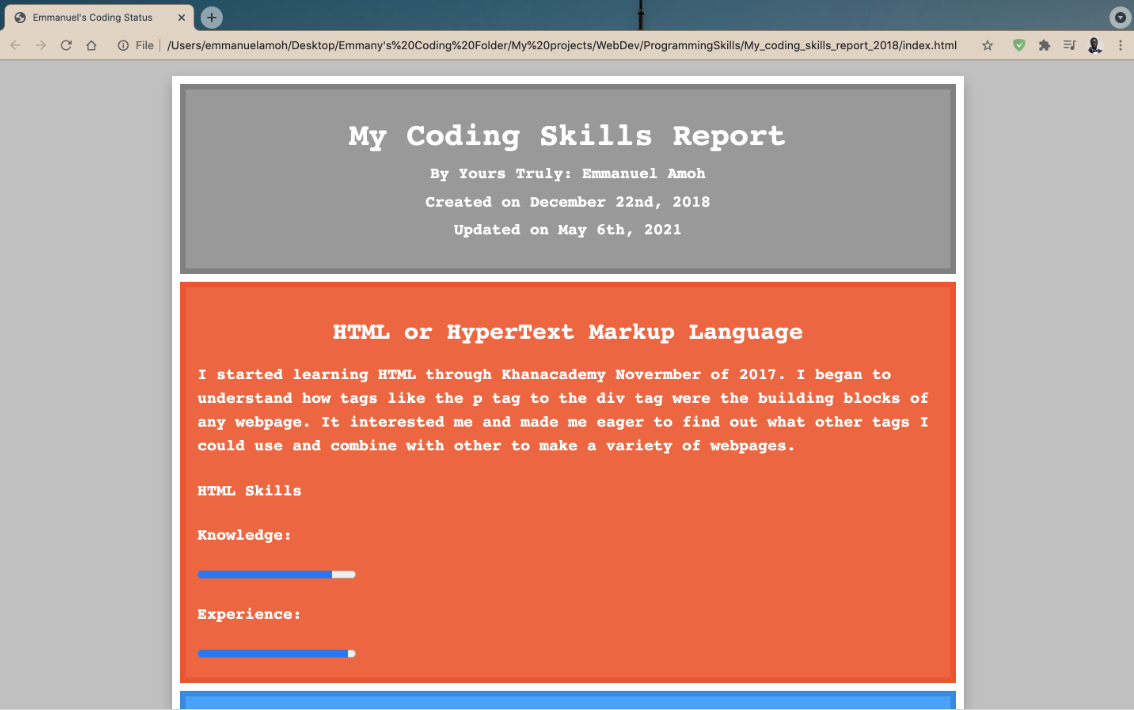 Emmanuel's Coding Status
File
/Users/emmanuelamoh/Desktop/Emmany's%20Coding%20Folder/My%20projects/WebDev/ProgrammingSkills/My_coding_skills_report_2018/index.html
My Coding Skills Report
By Yours Truly: Emmanuel Amoh
Created on December 22nd, 2018
Updated on May 6th, 2021
HTML or HyperText Markup Language
I started learning HTML through Khanacademy Novermber of 2017. I began to
understand how tags like the p tag to the div tag were the building blocks of
any webpage. It interested me and made me eager to find out what other tags I
could use and combine with other to make a variety of webpages.
HTML Skills
Knowledge:
Experience: